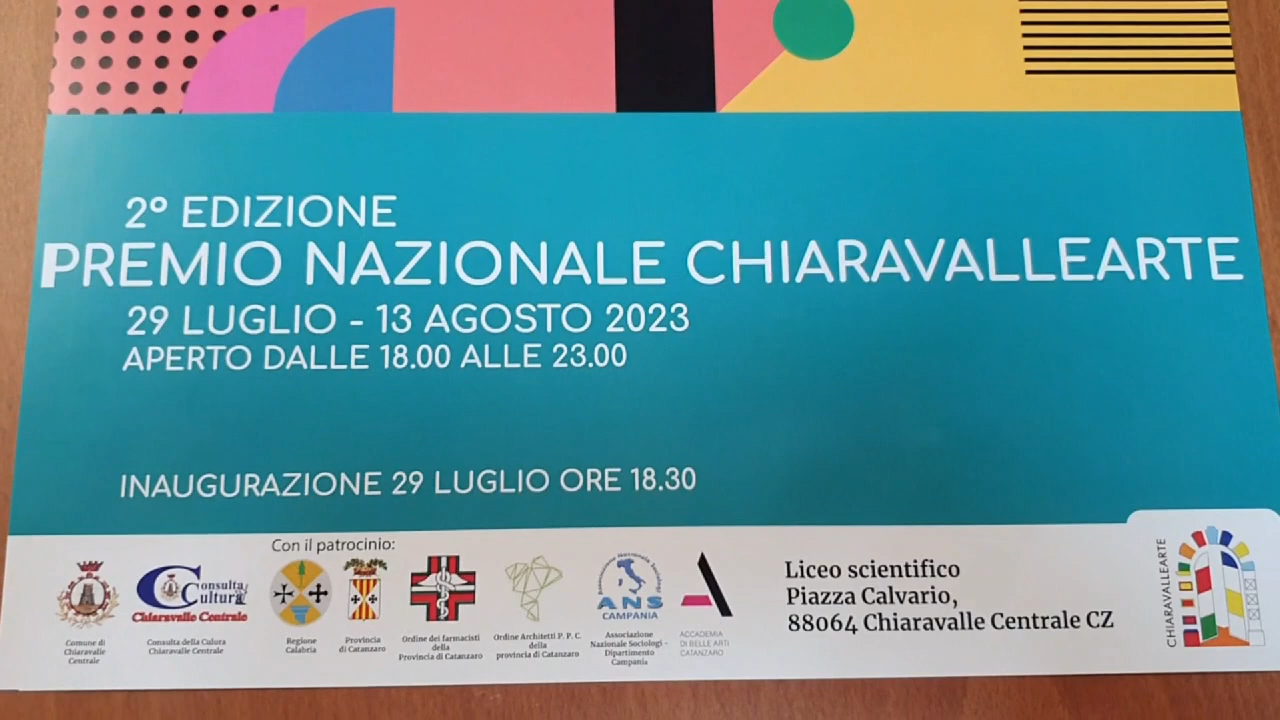 2° EDIZIONE
PREMIO NAZIONALE CHIARAVALLEARTE
29 LUGLIO - 13 AGOSTO 2023
APERTO DALLE 18.00 ALLE 23.00
INAUGURAZIONE 29 LUGLIO ORE 18.30
Con il patrocinio:
Comune di
Chiaravalle
Centrale
Consulta
Cultura
Chiaravalle Centrale
Consulta della Culura
Chiaravalle Centrale
Regione
Calabria
Provincia
di Catanzaro
Ordine dei farmacisti
della
Provincia di Catanzaro
Ordine Architetti P. P. C.
della
provincia di Catanzaro
Associazione Nazionale Sociologi
ANS
CAMPANIA
Associazione
Nazionale Sociologi -
Dipartimento
Campania
ACCADEMIA
DI BELLE ARTI
CATANZARO
Liceo scientifico
Piazza Calvario,
88064 Chiaravalle Centrale CZ
CHIARAVALLEARTE